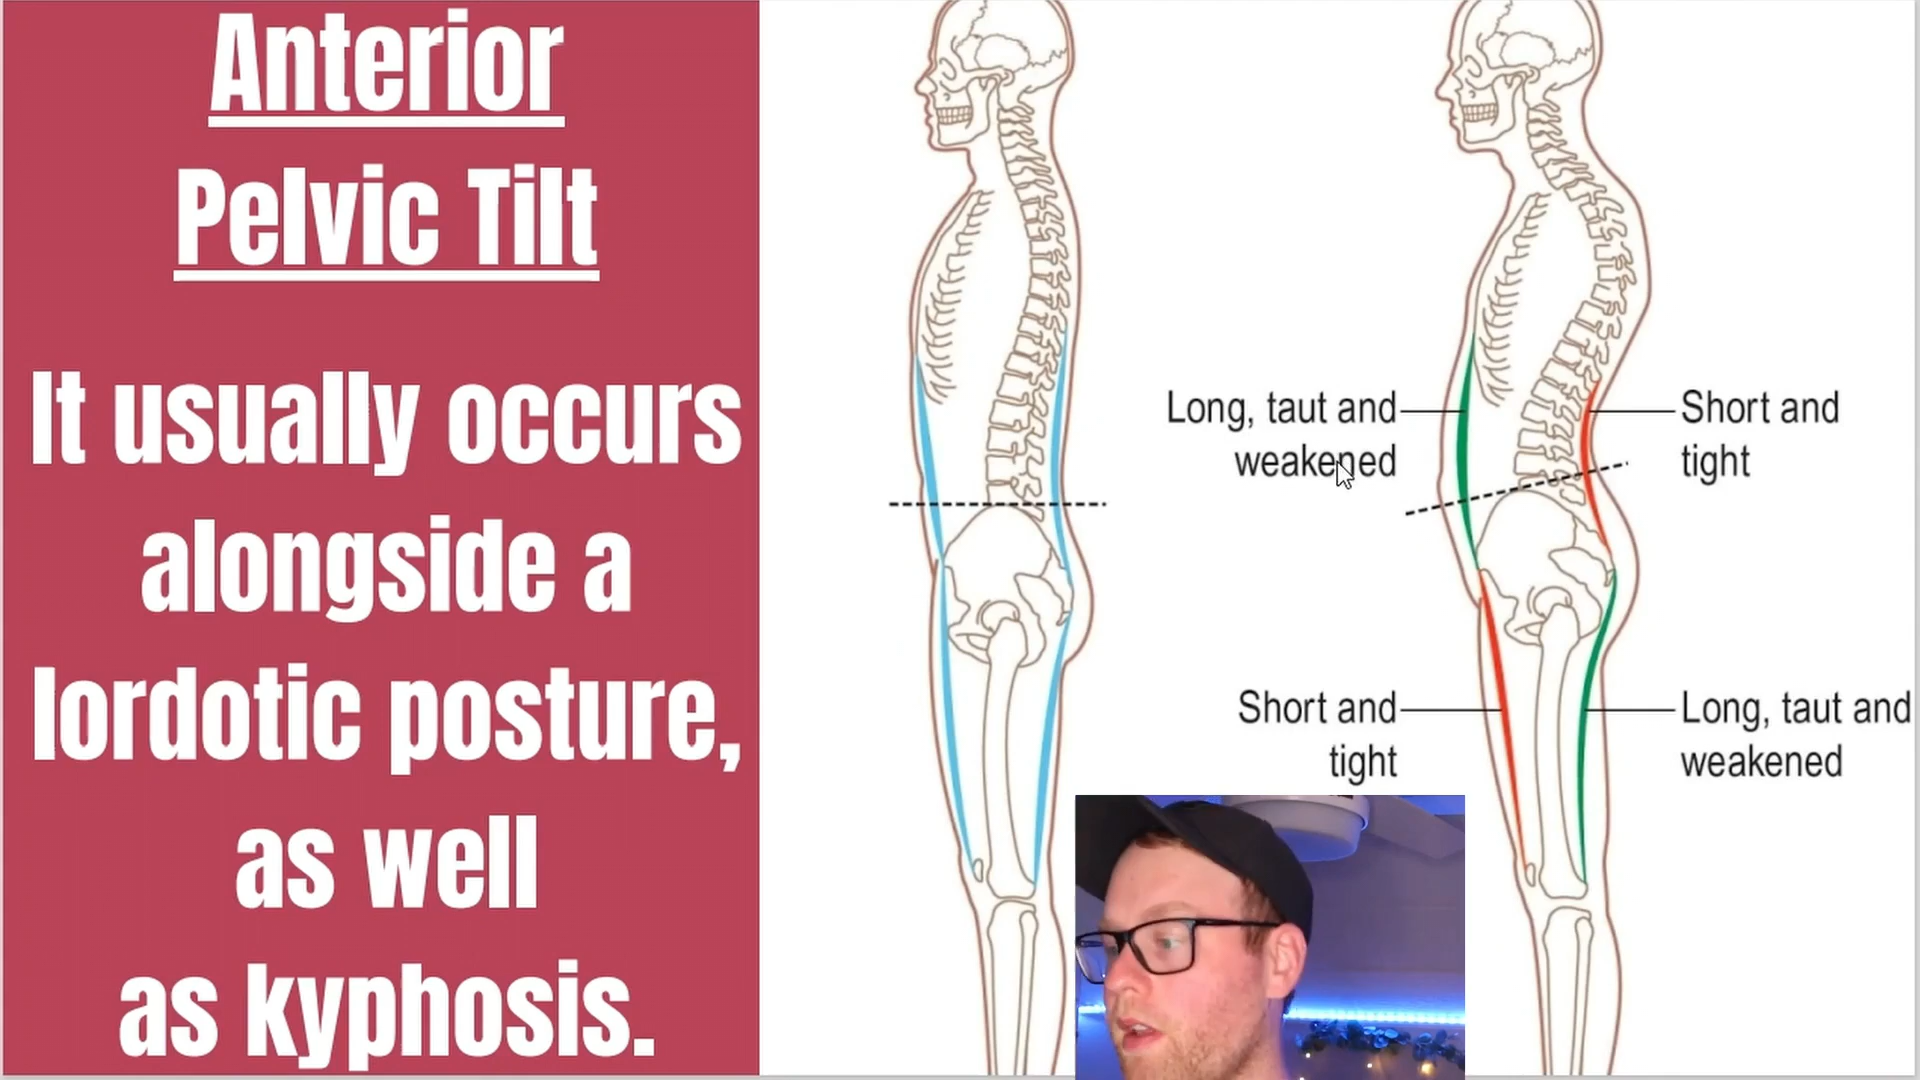 Anterior
Pelvic Tilt
It usually occurs
alongside a
lordotic posture,
as well
as kyphosis.
Long, taut and
weakened
Short and
tight
Short and
tight
Long, taut and
weakened